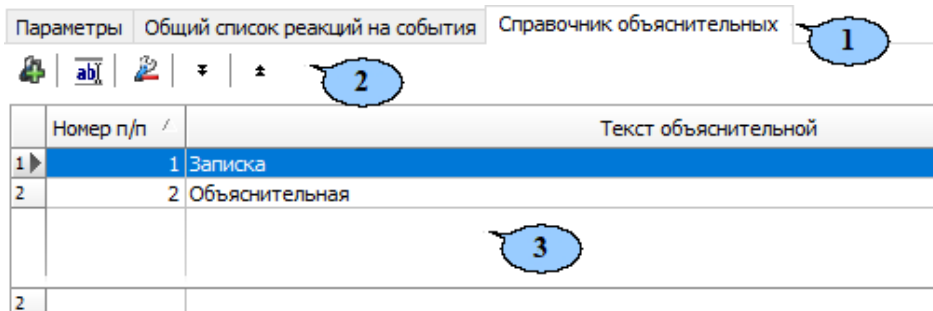 Параметры Общий список реакций на события Справочник объяснительных 1
abI 2
Номер п/п Текст объяснительной
1 1 Записка
2 2 Объяснительная
3
2